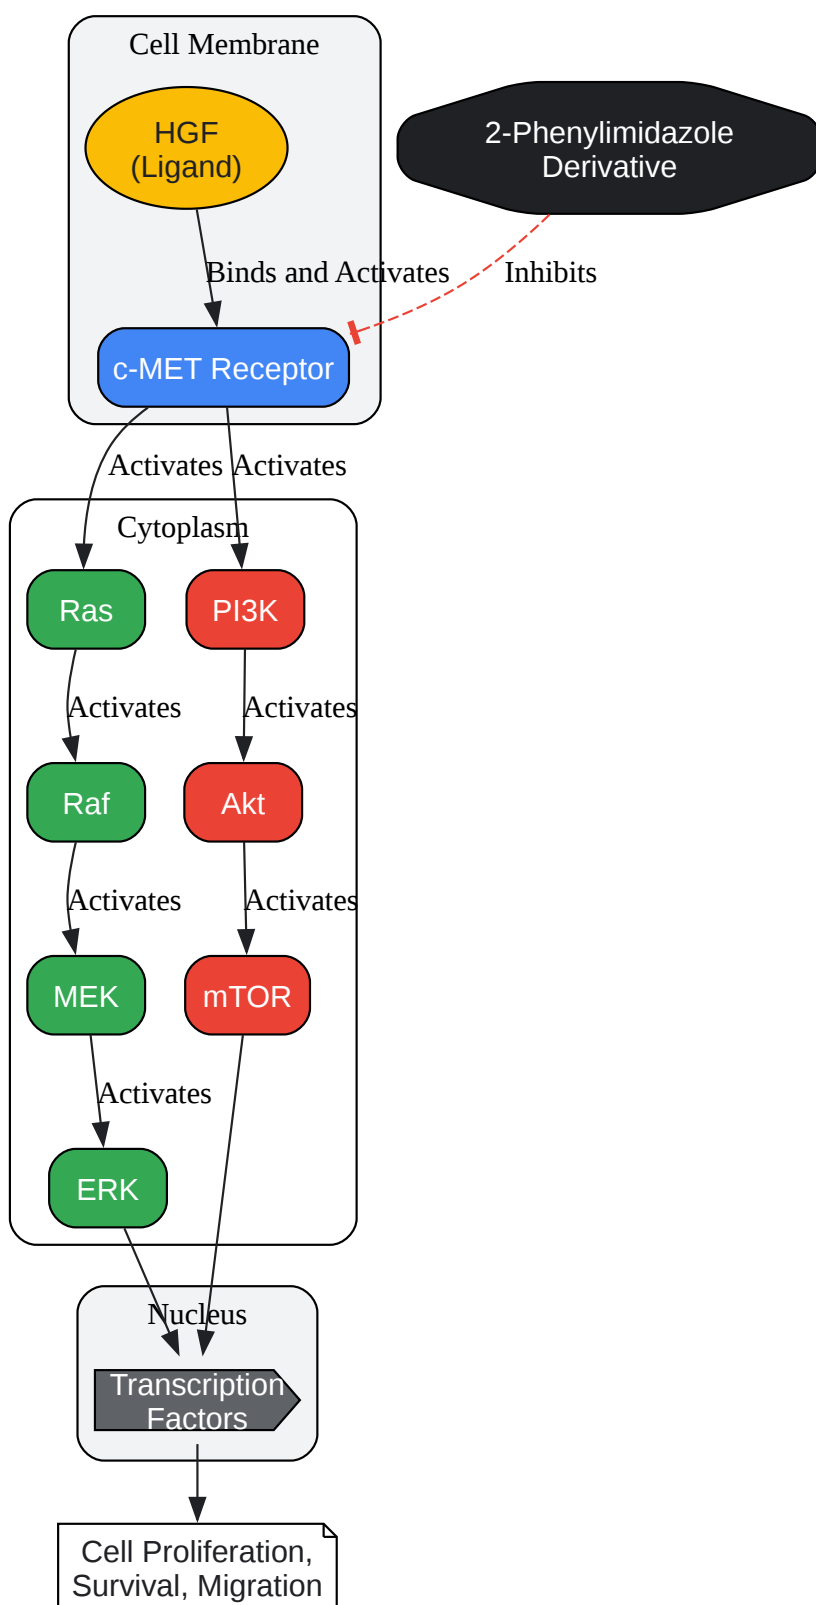 Cell Membrane
HGF
(Ligand)
2-Phenylimidazole
Derivative
Binds and Activates
Inhibits
c-MET Receptor
Activates
Activates
Cytoplasm
Ras
PI3K
Activates
Activates
Raf
Akt
Activates
Activates
MEK
mTOR
Activates
ERK
Nucleus
Transcription
Factors
Cell Proliferation,
Survival, Migration